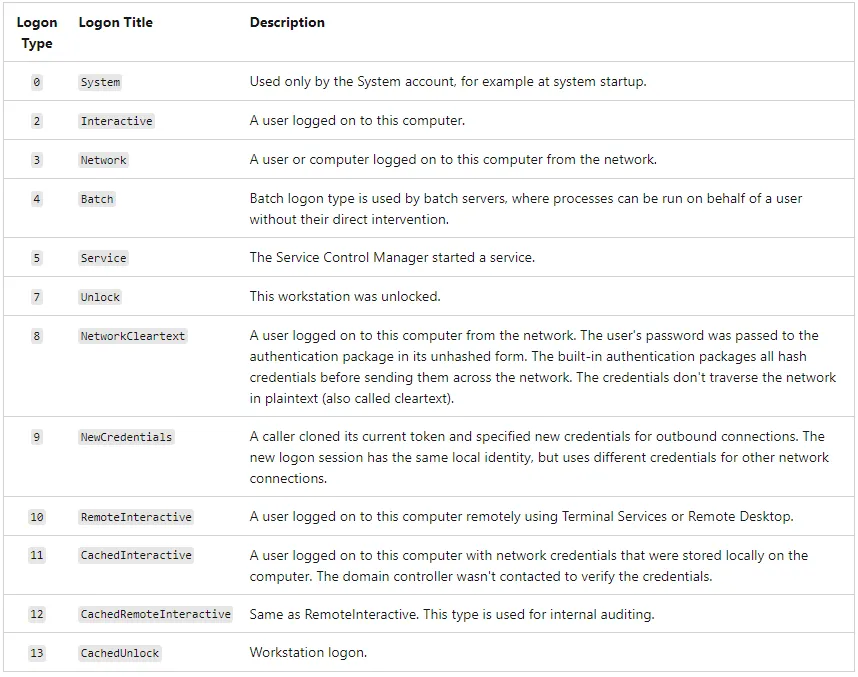 Logon Type Logon Title Description
0 System Used only by the System account, for example at system startup.
2 Interactive A user logged on to this computer.
3 Network A user or computer logged on to this computer from the network.
4 Batch Batch logon type is used by batch servers, where processes can be run on behalf of a user
without their direct intervention.
5 Service The Service Control Manager started a service.
7 Unlock This workstation was unlocked.
8 NetworkCleartext A user logged on to this computer from the network. The user's password was passed to the
authentication package in its unhashed form. The built-in authentication packages all hash
credentials before sending them across the network. The credentials don't traverse the network
in plaintext (also called cleartext).
9 NewCredentials A caller cloned its current token and specified new credentials for outbound connections. The
new logon session has the same local identity, but uses different credentials for other network
connections.
10 RemoteInteractive A user logged on to this computer remotely using Terminal Services or Remote Desktop.
11 CachedInteractive A user logged on to this computer with network credentials that were stored locally on the
computer. The domain controller wasn't contacted to verify the credentials.
12 CachedRemoteInteractive Same as RemoteInteractive. This type is used for internal auditing.
13 CachedUnlock Workstation logon.